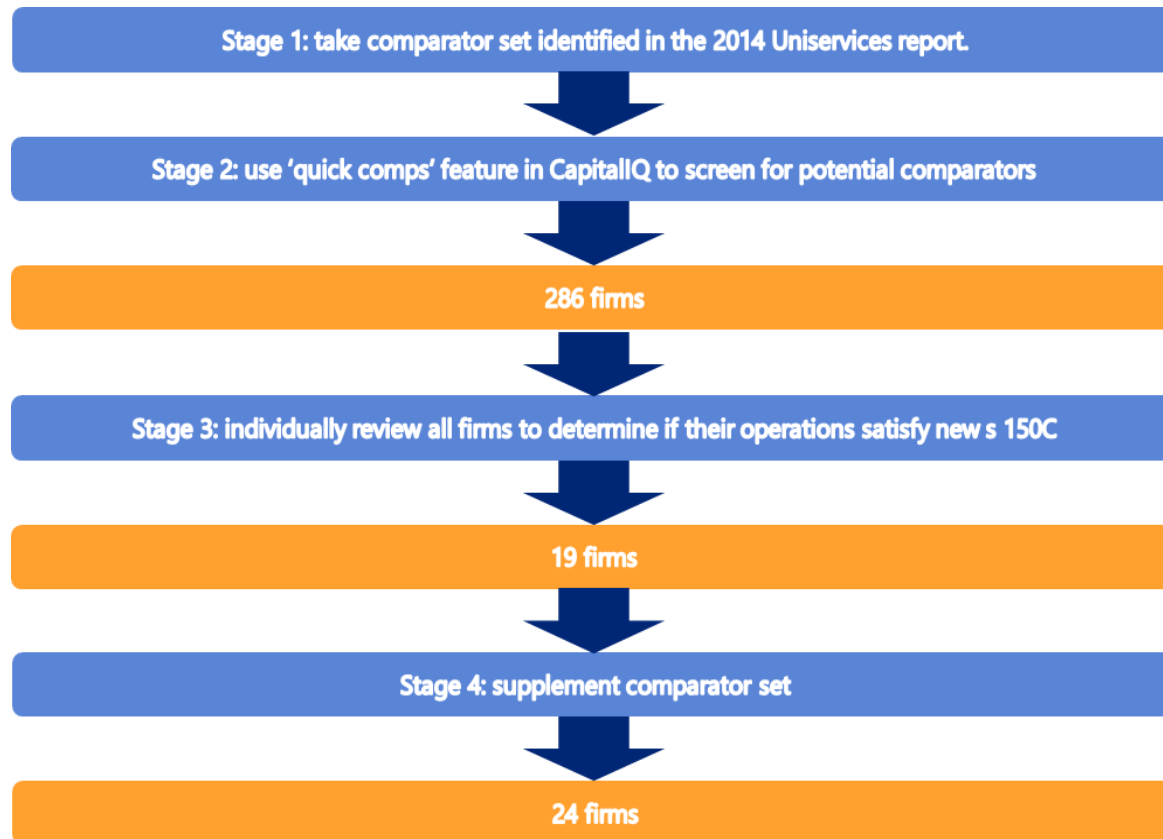 Stage 1: take comparator set identified in the 2014 Uniservices report.
Stage 2: use ‘quick comps’ feature in CapitalIQ to screen for potential comparators
286 firms
Stage 3: individually review all firms to determine if their operations satisfy new s 150C
19 firms
Stage 4: supplement comparator set
24 firms